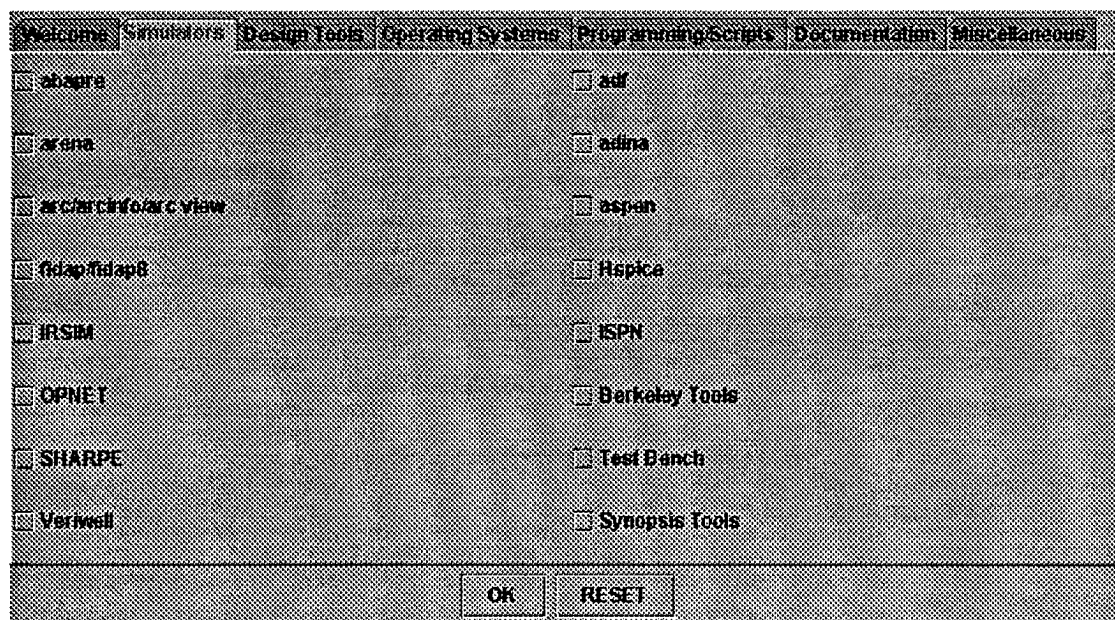 Welcome Simulators Design Tools Operating Systems Programming/Scripts Documentation Miscellaneous
abapre adf
arena adina
arc/arcinfo/arc view aspen
fidap/fidap8 Hspice
IRSIM ISPN
OPNET Berkeley Tools
SHARPE Test Bench
Veriwell Synopsis Tools
OK RESET